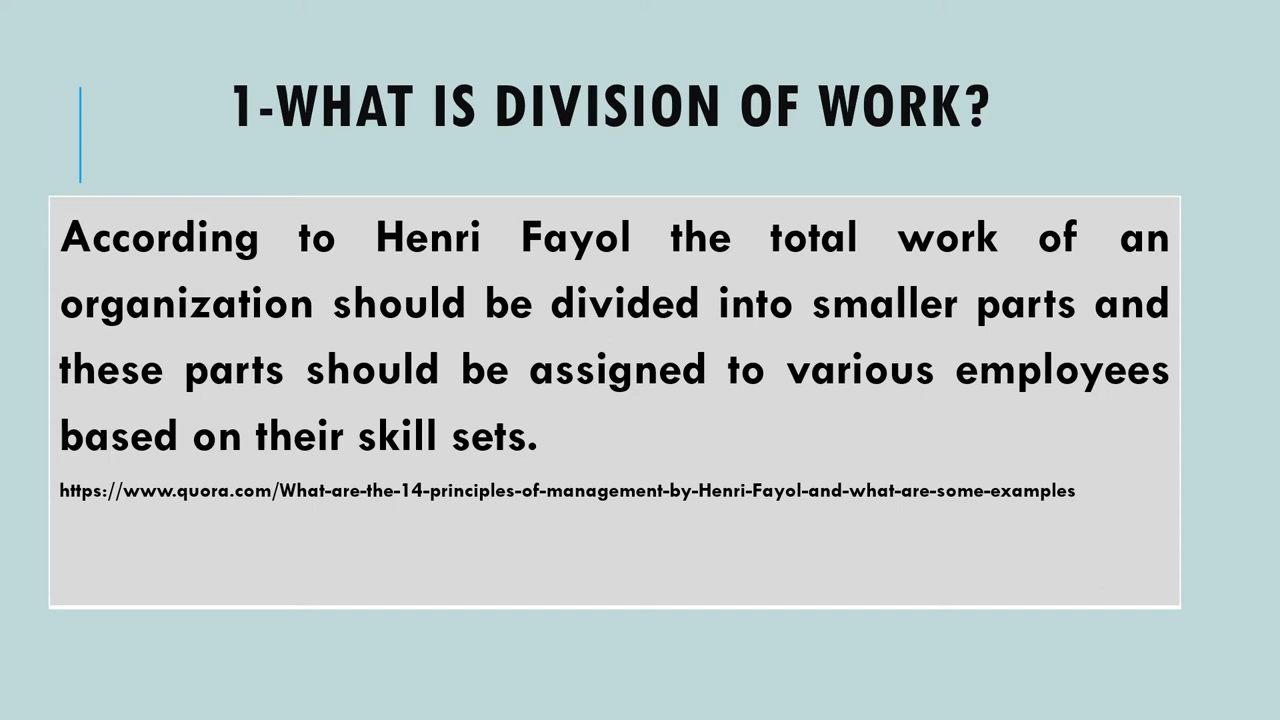 1-WHAT IS DIVISION OF WORK?
According to Henri Fayol the total work of an
organization should be divided into smaller parts and
these parts should be assigned to various employees
based on their skill sets.
https://www.quora.com/What-are-the-14-principles-of-management-by-Henri-Fayol-and-what-are-some-examples